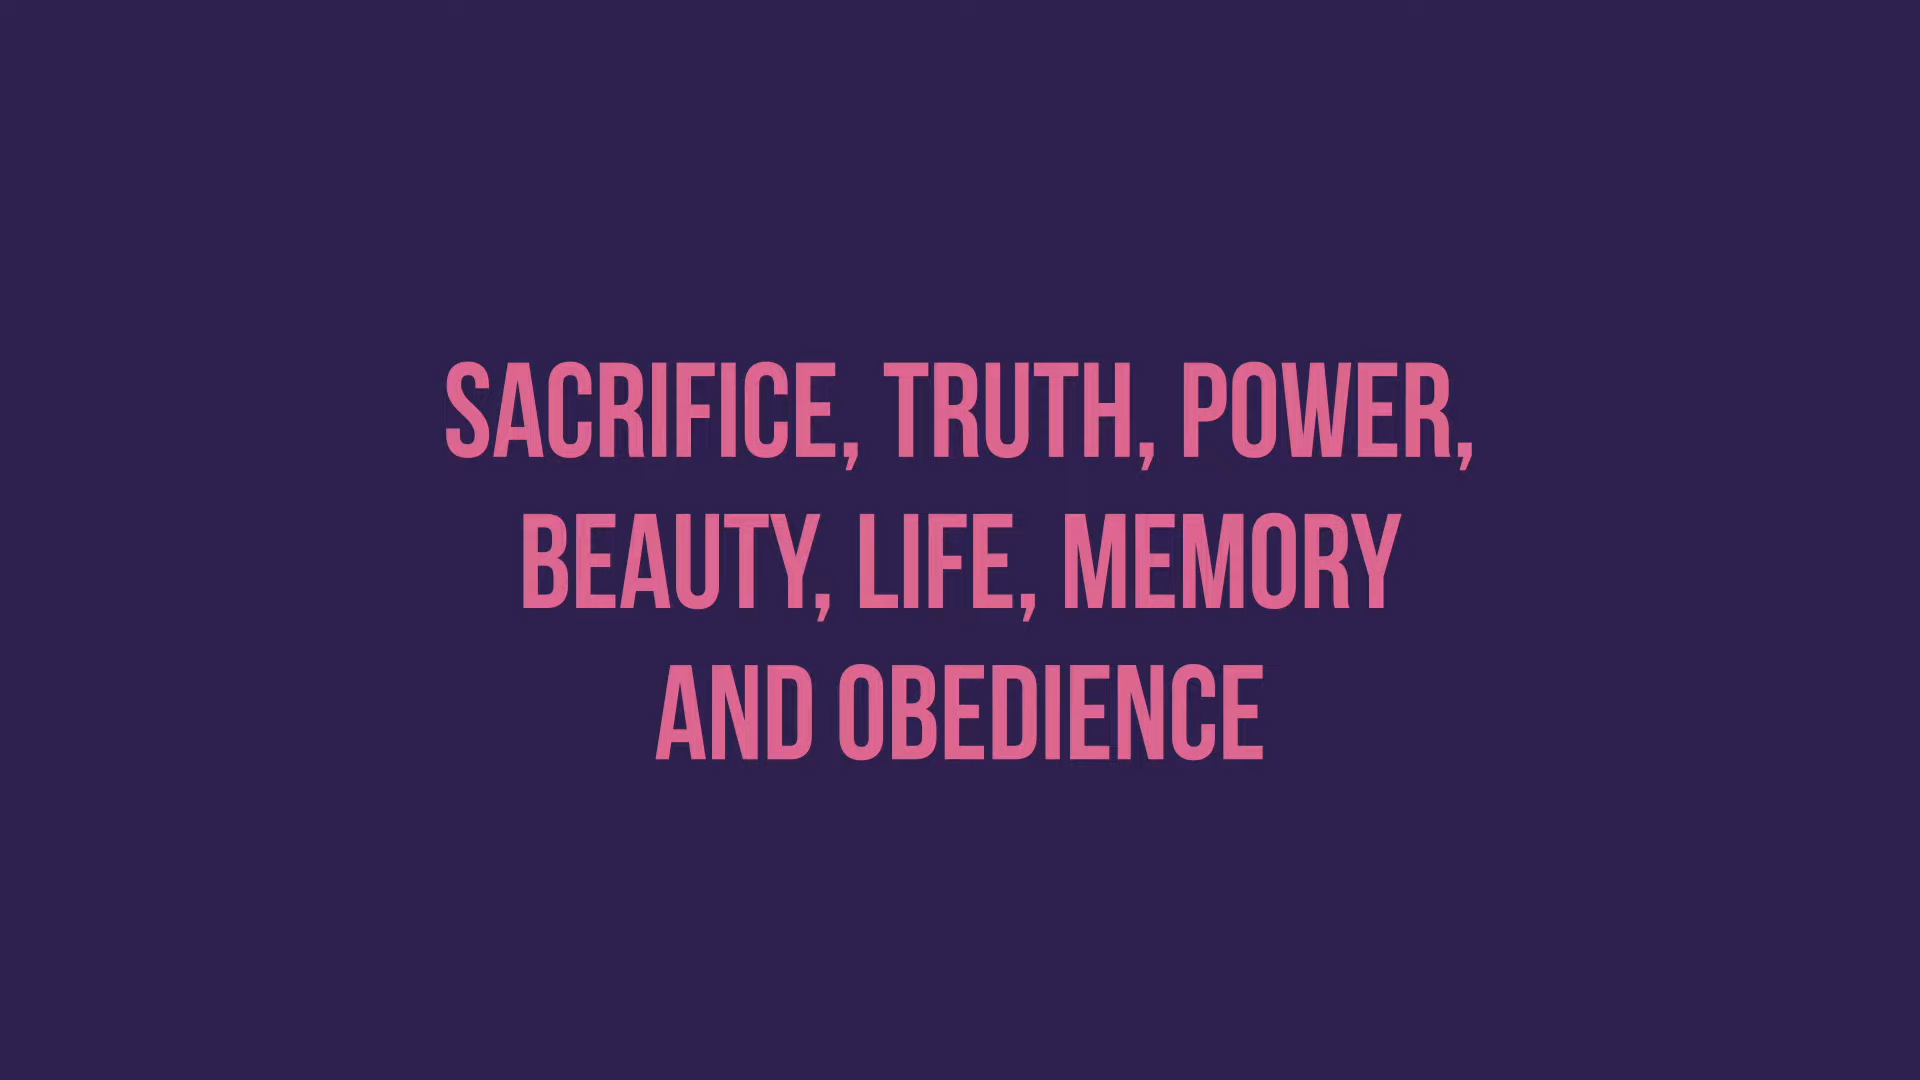 SACRIFICE, TRUTH, POWER,
BEAUTY, LIFE, MEMORY
AND OBEDIENCE